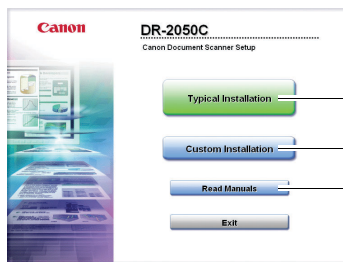 Canon
DR-2050C
Canon Document Scanner Setup
Typical Installation
Custom Installation
Read Manuals
Exit